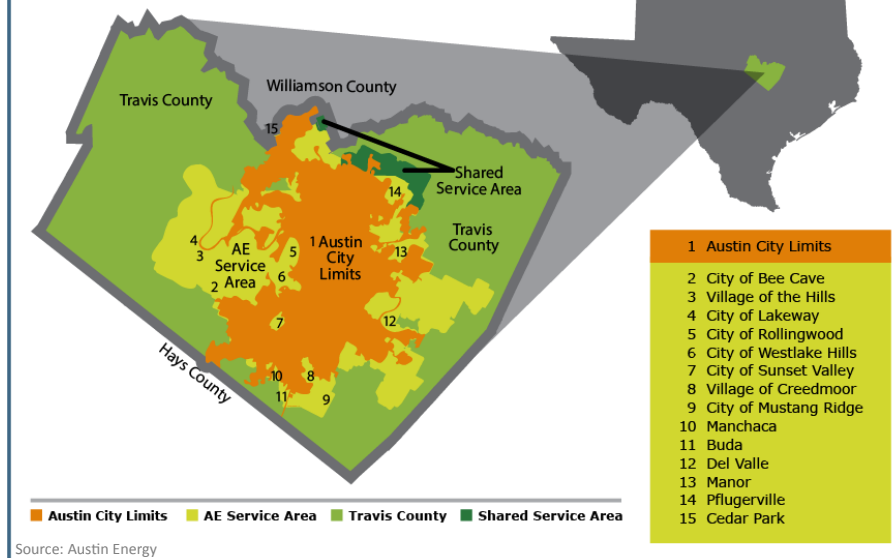 Williamson County
Travis County
15
Shared
Service Area
14
Travis
County
4
3
AE
Service
Area
2
1 Austin
City
Limits
5
6
13
7
12
Hays County
10
8
11
9
1 Austin City Limits
2 City of Bee Cave
3 Village of the Hills
4 City of Lakeway
5 City of Rollingwood
6 City of Westlake Hills
7 City of Sunset Valley
8 Village of Creedmoor
9 City of Mustang Ridge
10 Manchaca
11 Buda
12 Del Valle
13 Manor
14 Pflugerville
15 Cedar Park
Austin City Limits AE Service Area Travis County Shared Service Area
Source: Austin Energy